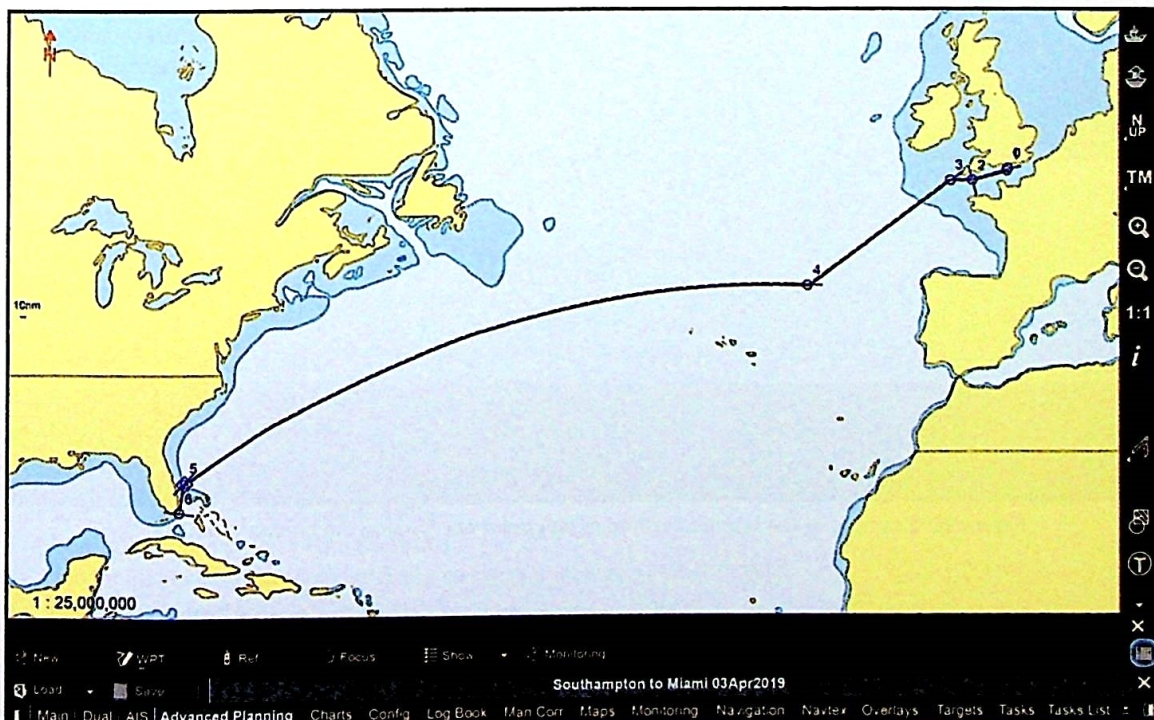 N
0
3 2
4
N
UP
TM
1:1
i
10nm
5
6
T
1 : 25,000,000
New WPT Ref Focus Show Monitoring
Load Save Southampton to Miami 03Apr2019
Main Dual AIS Advanced Planning Charts Config Log Book Man Corr Maps Monitoring Navigation Navtex Overlays Targets Tasks Tasks List